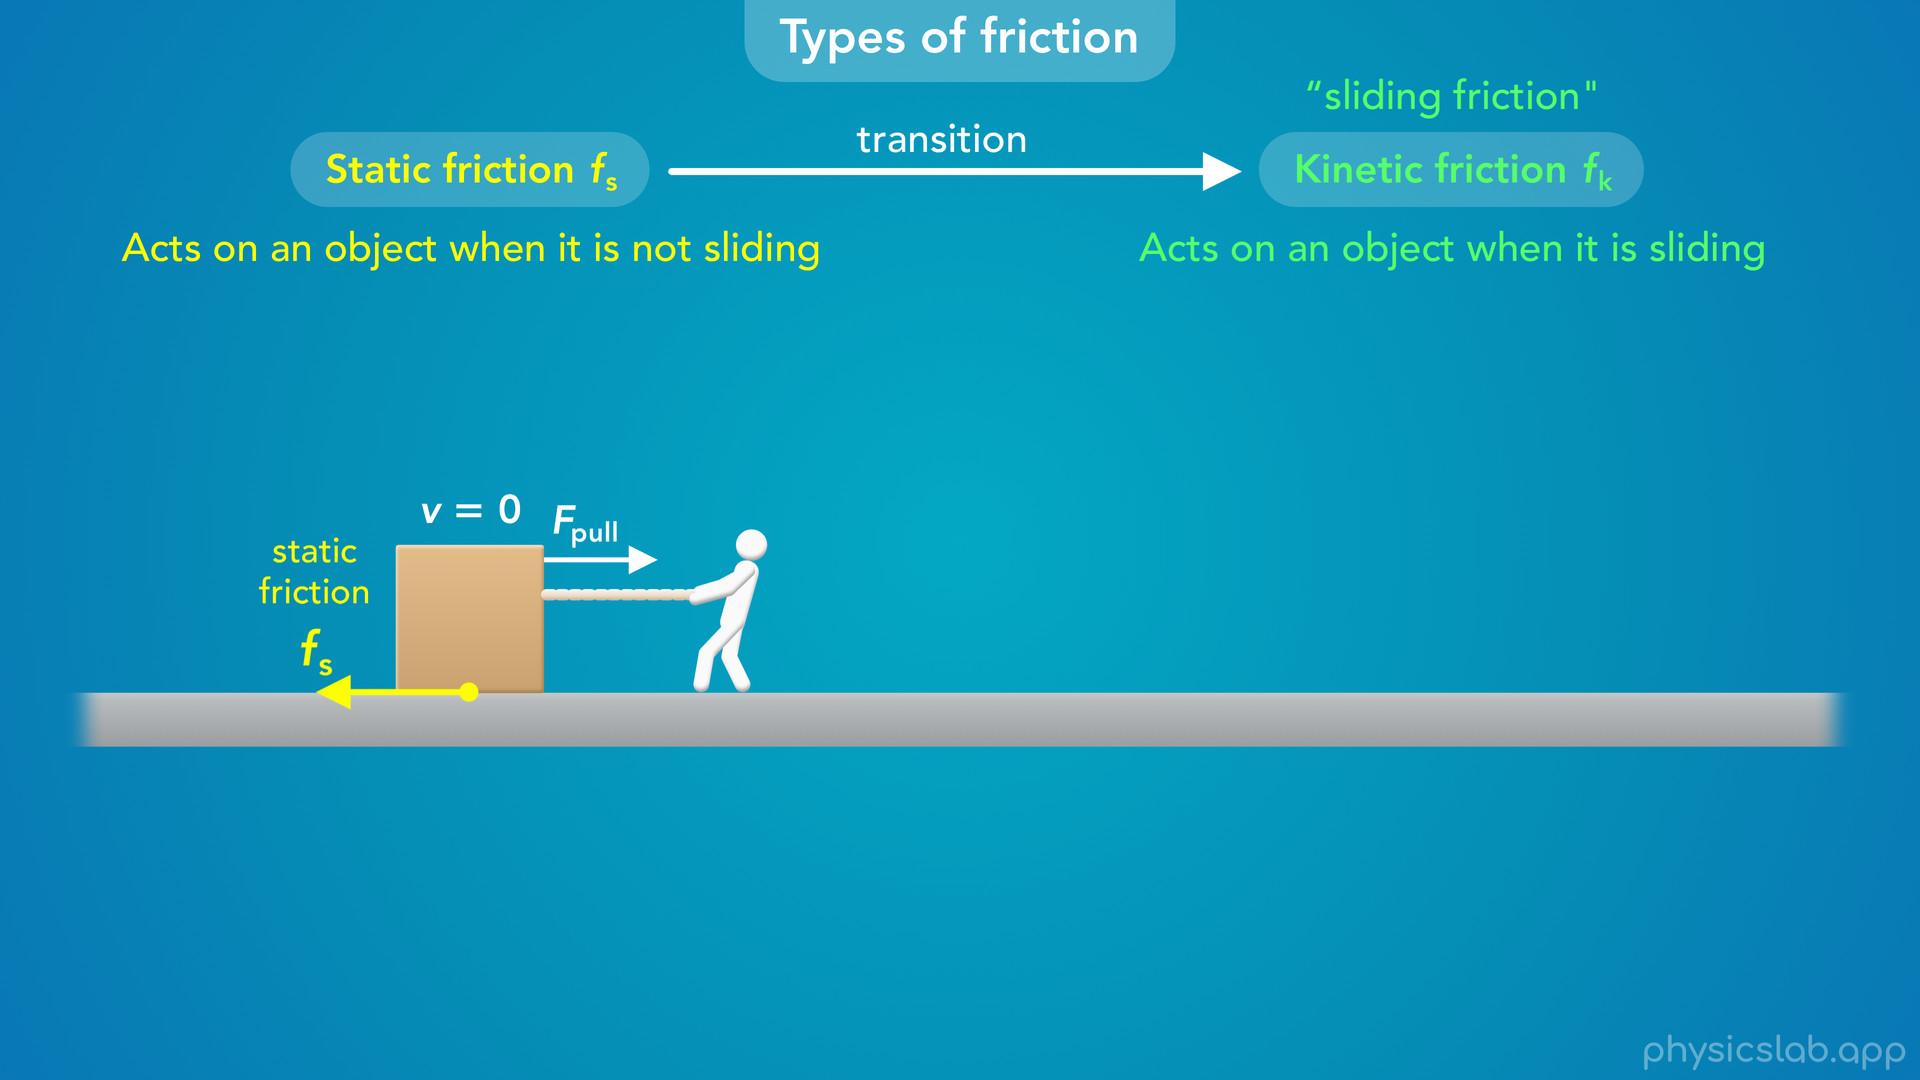 Types of friction
“sliding friction"
transition
Static friction fs
Kinetic friction fk
Acts on an object when it is not sliding
Acts on an object when it is sliding
v = 0
Fpull
static
friction
fs
physicslab.app